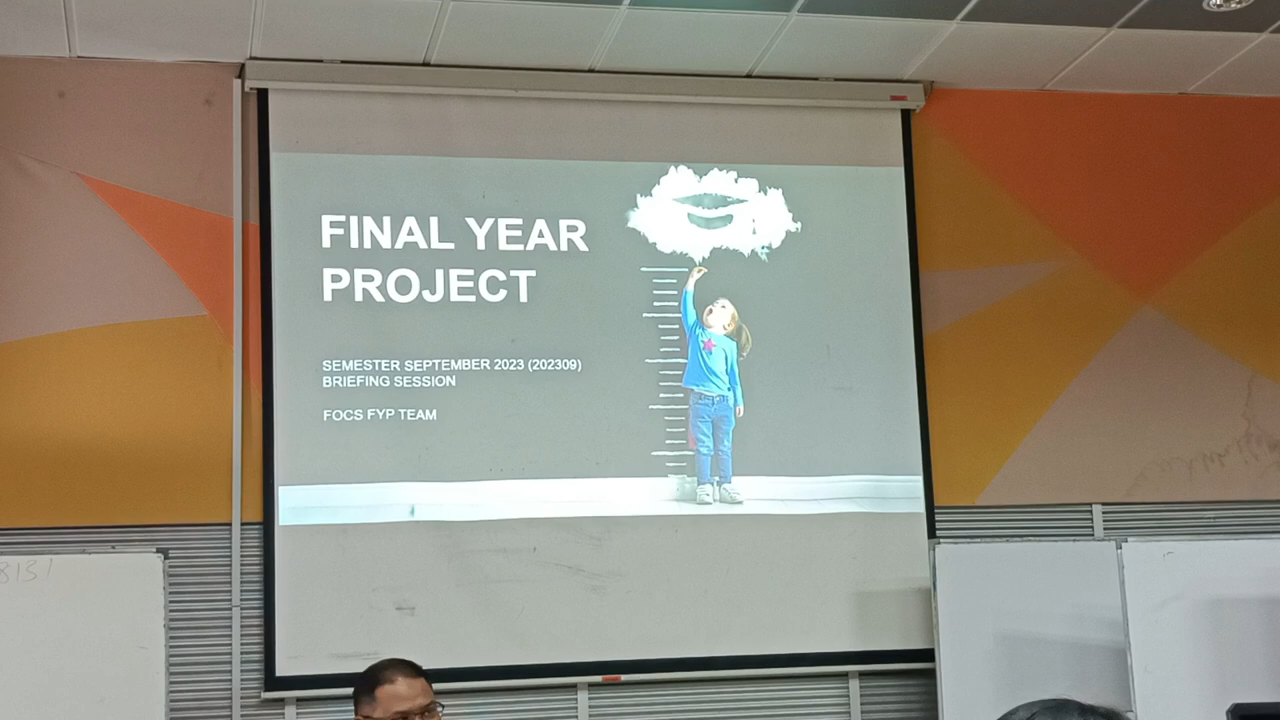 FINAL YEAR
PROJECT
SEMESTER SEPTEMBER 2023 (202309)
BRIEFING SESSION
FOCS FYP TEAM